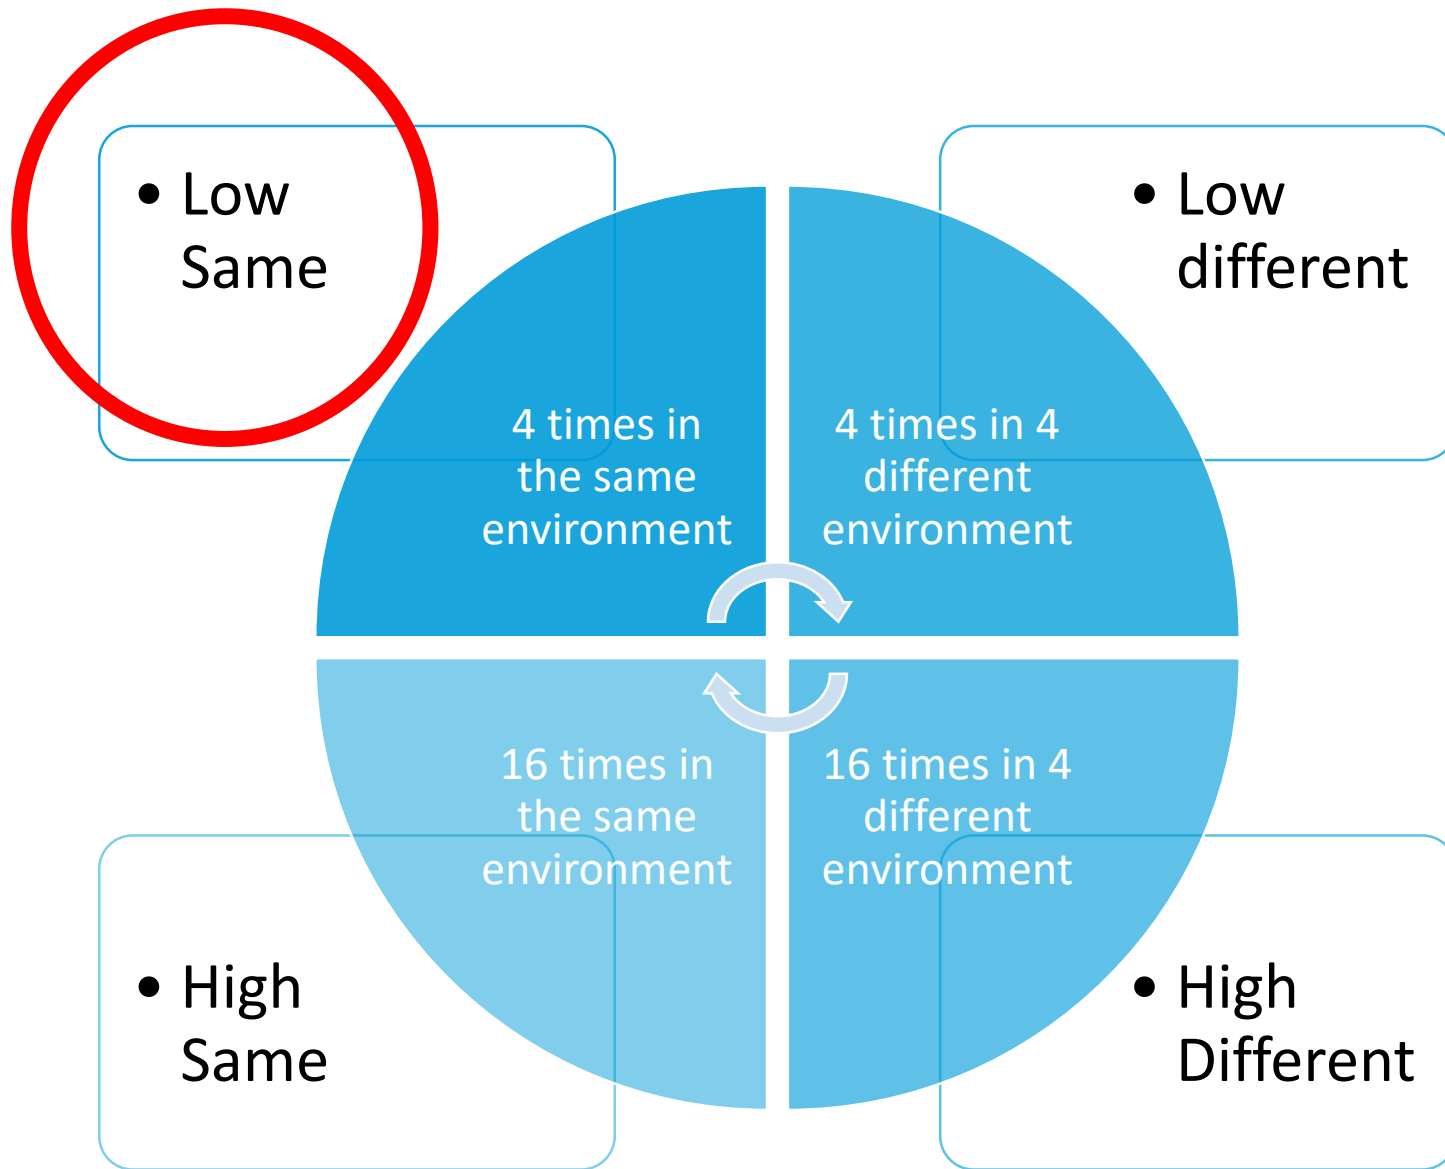 • Low
Same
• Low
different
4 times in
the same
environment
4 times in 4
different
environment
16 times in
the same
environment
16 times in 4
different
environment
• High
Same
• High
Different